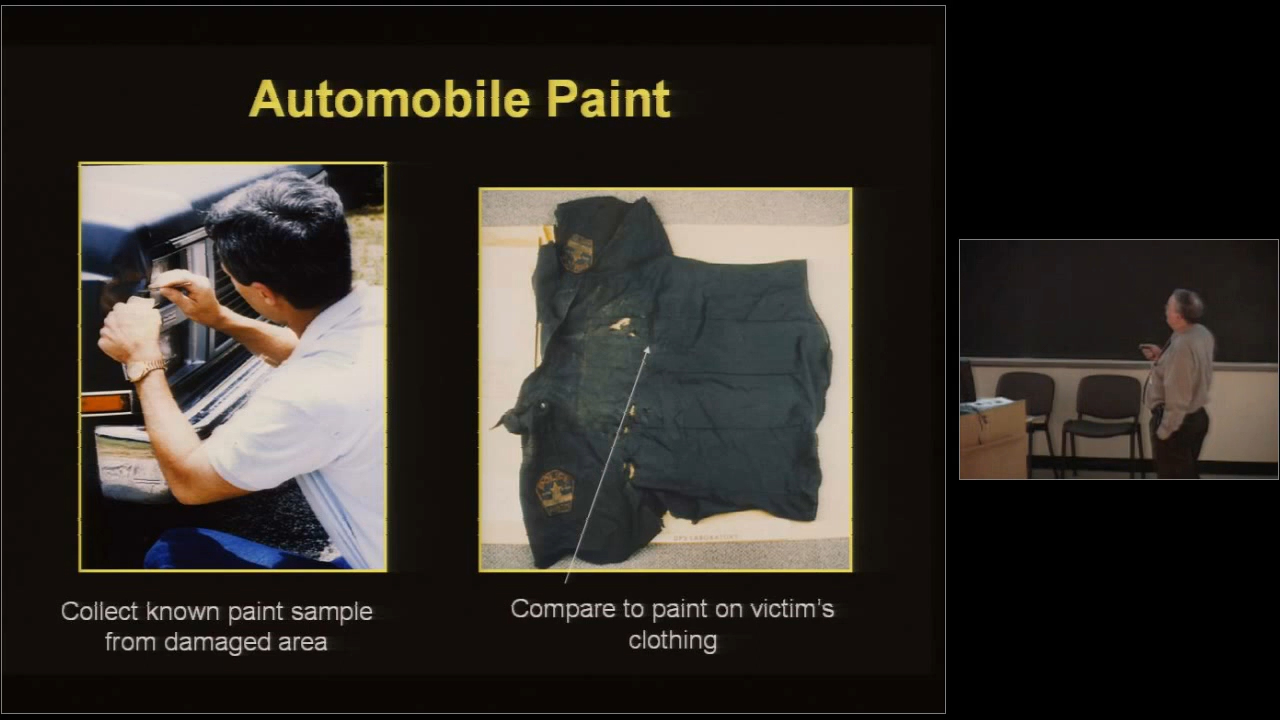 Automobile Paint
Collect known paint sample
from damaged area
Compare to paint on victim's
clothing